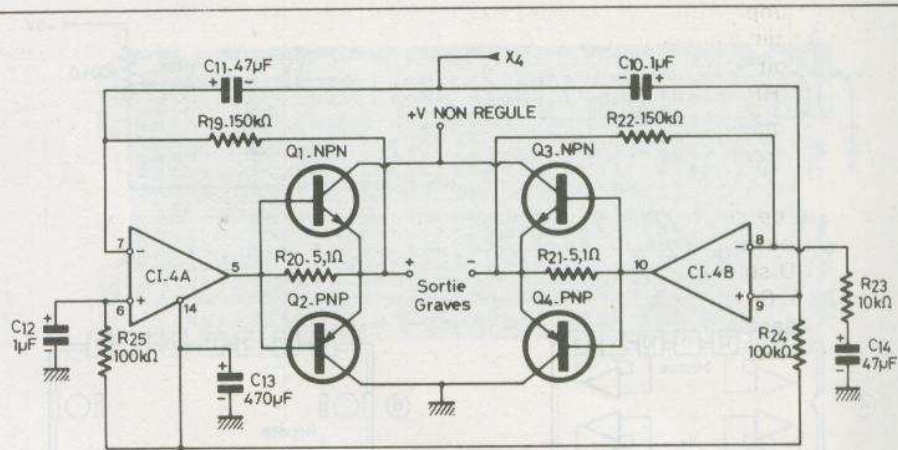 X4
C11-47µF
+ -
C10-1µF
- +
R19-150kΩ
+V NON REGULE
R22-150kΩ
Q1-NPN
Q3-NPN
7 -
5
CI.4A
R20-5,1Ω
+
-
Sortie
Graves
R21-5,1Ω
10
CI.4B
- 8
R23
10kΩ
6 +
14
+ 9
C12
1µF
+
-
R25
100kΩ
Q2-PNP
Q4-PNP
R24
100kΩ
C14
47µF
+
-
C13
470µF
+
-